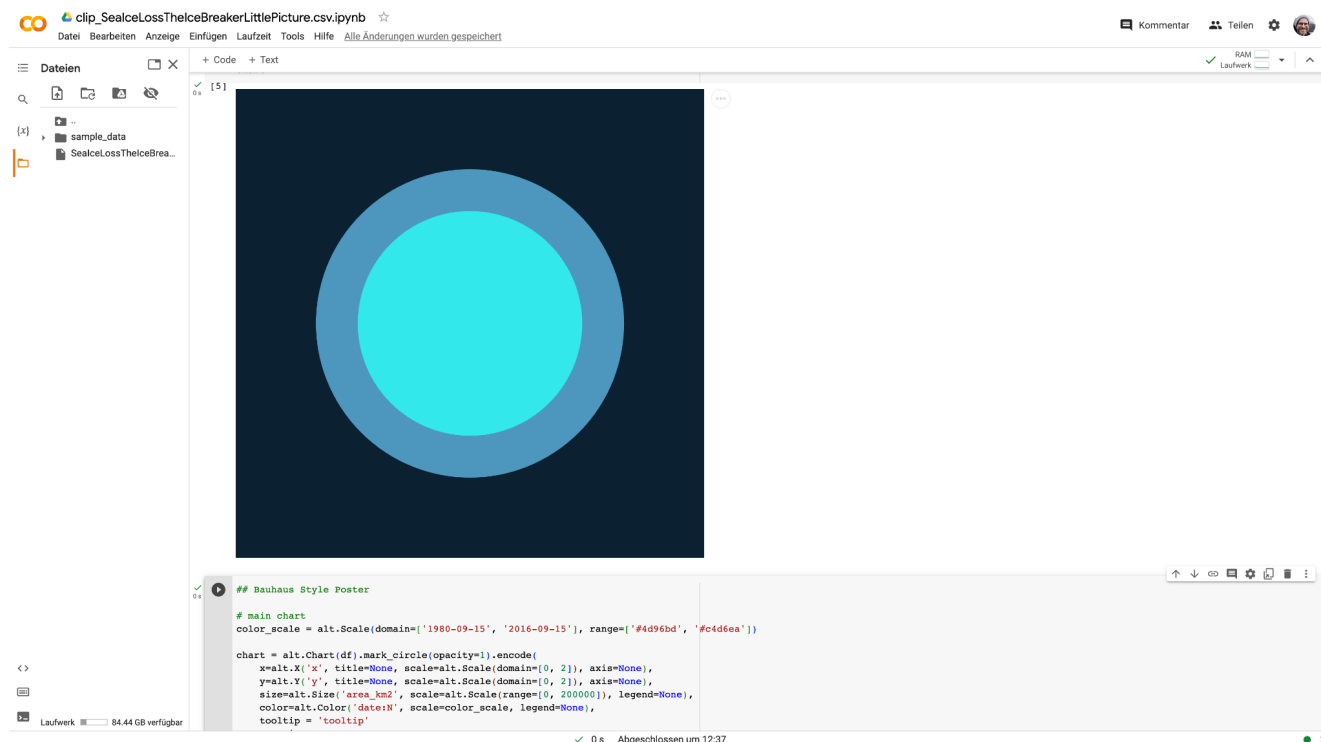 clip_SeaIceLossTheIceBreakerLittlePicture.csv.ipynb
Datei Bearbeiten Anzeige Einfügen Laufzeit Tools Hilfe Alle Änderungen wurden gespeichert
Kommentar Teilen
Dateien
+ Code + Text
RAM
Laufwerk
[5]
0 s
..
{x}
sample_data
SeaIceLossTheIceBrea...
0 s
## Bauhaus Style Poster
# main chart
color_scale = alt.Scale(domain=['1980-09-15', '2016-09-15'], range=['#4d96bd', '#c4d6ea'])
chart = alt.Chart(df).mark_circle(opacity=1).encode(
x=alt.X('x', title=None, scale=alt.Scale(domain=[0, 2]), axis=None),
y=alt.Y('y', title=None, scale=alt.Scale(domain=[0, 2]), axis=None),
size=alt.Size('area_km2', scale=alt.Scale(range=[0, 200000]), legend=None),
color=alt.Color('date:N', scale=color_scale, legend=None),
tooltip = 'tooltip'
Laufwerk 84.44 GB verfügbar
0 s Abgeschlossen um 12:37